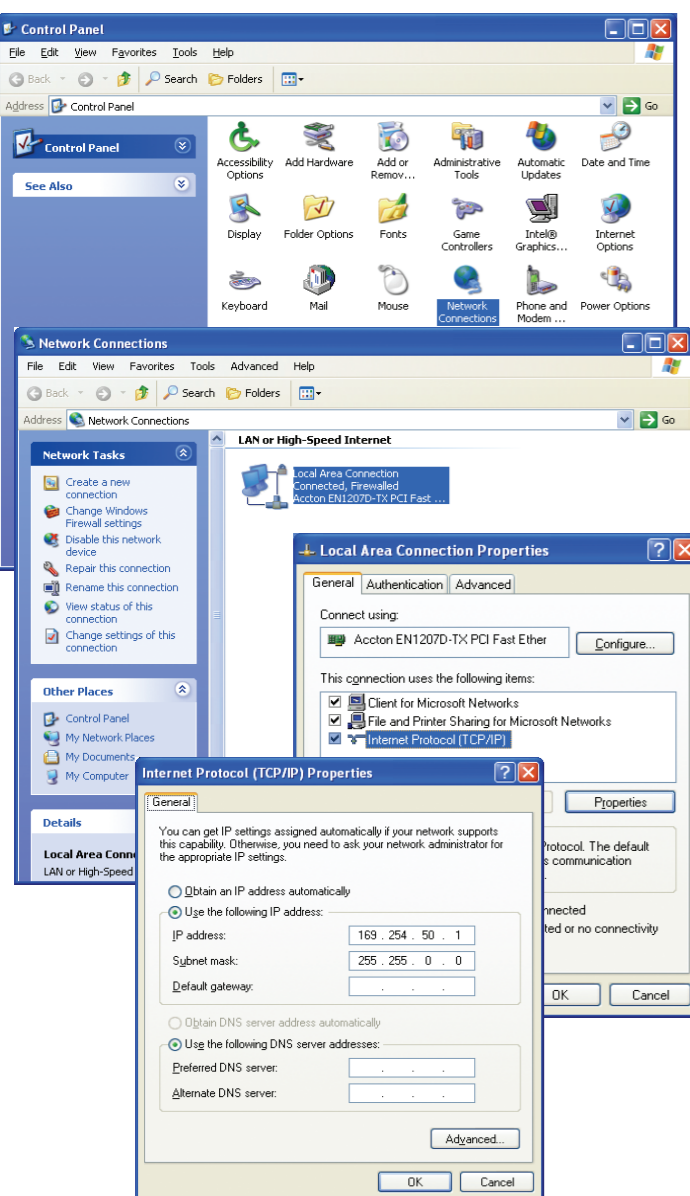 Control Panel
File Edit View Favorites Tools Help
Back Search Folders
Address Control Panel Go
Control Panel
See Also
Accessibility Options
Add Hardware
Add or Remov...
Administrative Tools
Automatic Updates
Date and Time
Display
Folder Options
Fonts
Game Controllers
Intel® Graphics...
Internet Options
Keyboard
Mail
Mouse
Network Connections
Phone and Modem ...
Power Options
Network Connections
File Edit View Favorites Tools Advanced Help
Back Search Folders
Address Network Connections Go
Network Tasks
Create a new
connection
Change Windows
Firewall settings
Disable this network
device
Repair this connection
Rename this connection
View status of this
connection
Change settings of this
connection
Other Places
Control Panel
My Network Places
My Documents
My Computer
Details
Local Area Conn
LAN or High-Speed
LAN or High-Speed Internet
Local Area Connection
Connected, Firewalled
Accton EN1207D-TX PCI Fast ...
Local Area Connection Properties
General Authentication Advanced
Connect using:
Accton EN1207D-TX PCI Fast Ether Configure...
This connection uses the following items:
Client for Microsoft Networks
File and Printer Sharing for Microsoft Networks
Internet Protocol (TCP/IP)
Properties
Protocol. The default
s communication
.
nnected
ted or no connectivity
OK Cancel
Internet Protocol (TCP/IP) Properties
General
You can get IP settings assigned automatically if your network supports
this capability. Otherwise, you need to ask your network administrator for
the appropriate IP settings.
Obtain an IP address automatically
Use the following IP address:
IP address: 169 . 254 . 50 . 1
Subnet mask: 255 . 255 . 0 . 0
Default gateway: . . .
Obtain DNS server address automatically
Use the following DNS server addresses:
Preferred DNS server: . . .
Alternate DNS server: . . .
Advanced...
OK Cancel